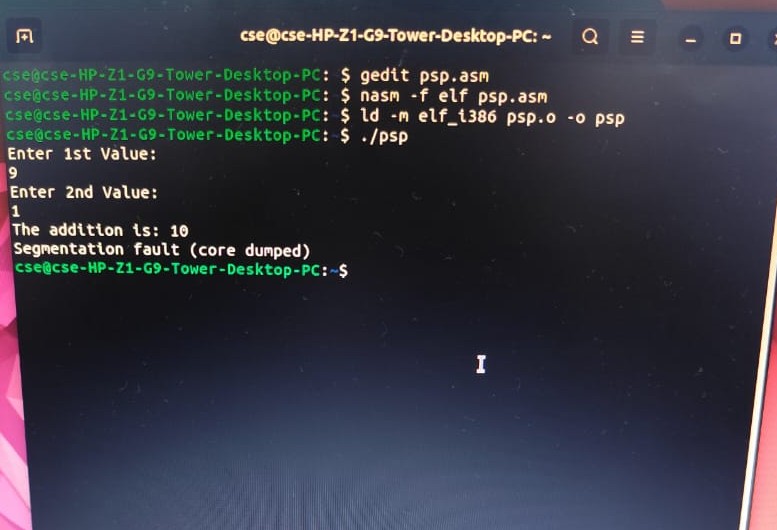 cse@cse-HP-Z1-G9-Tower-Desktop-PC: ~
cse@cse-HP-Z1-G9-Tower-Desktop-PC: $ gedit psp.asm
cse@cse-HP-Z1-G9-Tower-Desktop-PC: $ nasm -f elf psp.asm
cse@cse-HP-Z1-G9-Tower-Desktop-PC: $ ld -m elf_i386 psp.o -o psp
cse@cse-HP-Z1-G9-Tower-Desktop-PC: $ ./psp
Enter 1st Value:
9
Enter 2nd Value:
1
The addition is: 10
Segmentation fault (core dumped)
cse@cse-HP-Z1-G9-Tower-Desktop-PC:~$